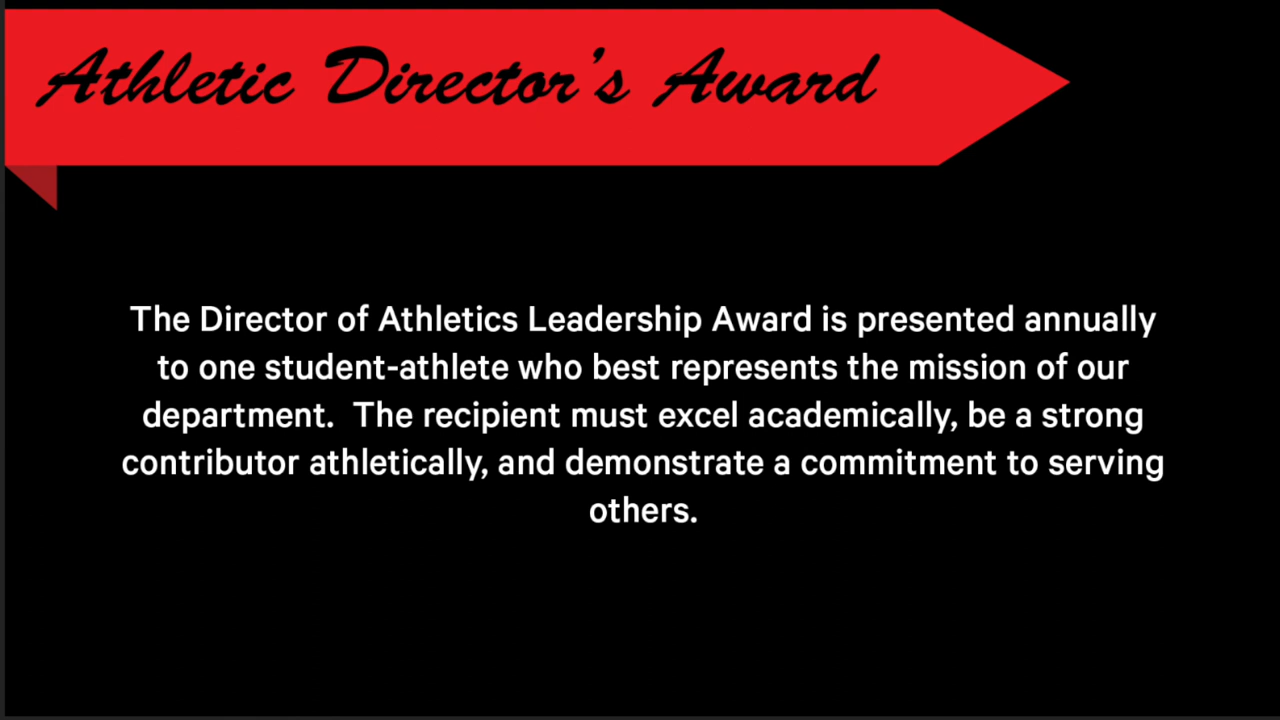 Athletic Director's Award
The Director of Athletics Leadership Award is presented annually
to one student-athlete who best represents the mission of our
department.  The recipient must excel academically, be a strong
contributor athletically, and demonstrate a commitment to serving
others.